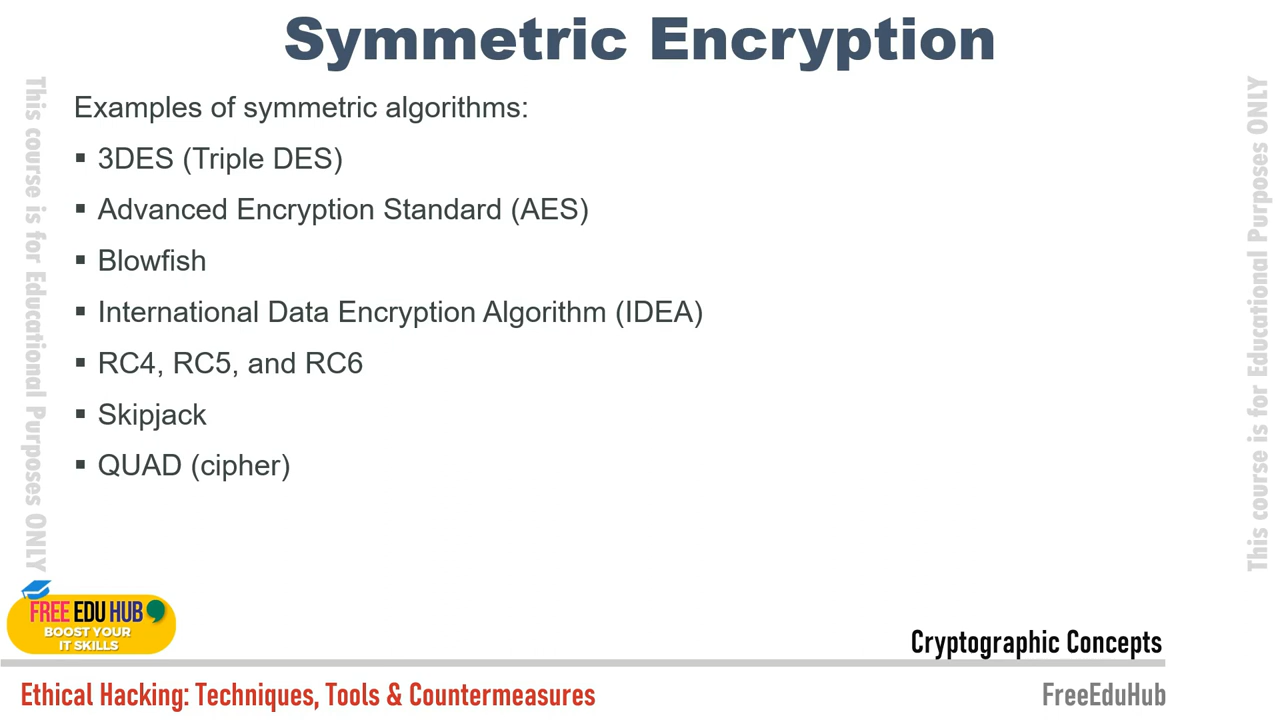 Symmetric Encryption
This course is for Educational Purposes ONLY
This course is for Educational Purposes ONLY
Examples of symmetric algorithms:
▪ 3DES (Triple DES)
▪ Advanced Encryption Standard (AES)
▪ Blowfish
▪ International Data Encryption Algorithm (IDEA)
▪ RC4, RC5, and RC6
▪ Skipjack
▪ QUAD (cipher)
FREE EDU HUB
BOOST YOUR
IT SKILLS
Cryptographic Concepts
Ethical Hacking: Techniques, Tools & Countermeasures
FreeEduHub